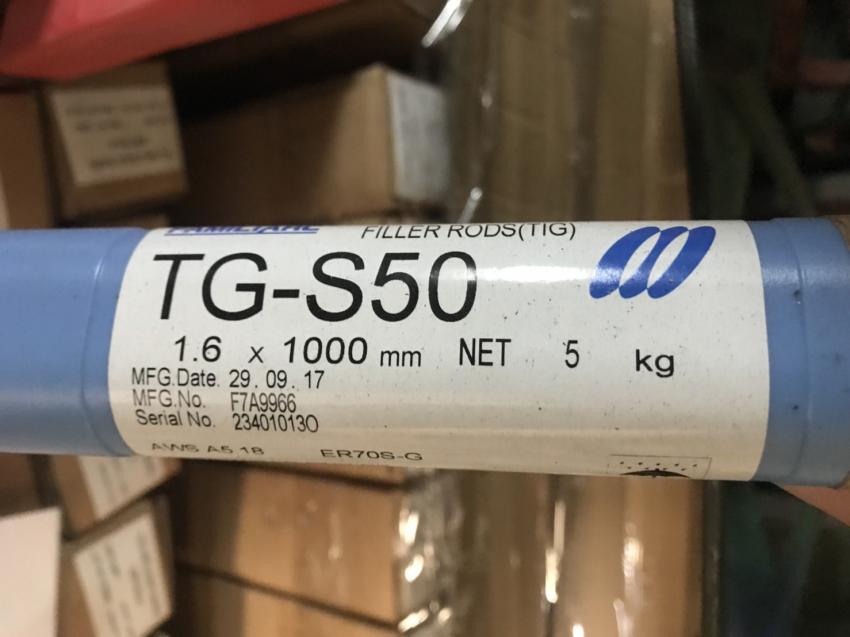 FAMILIARC FILLER RODS(TIG)
TG-S50
1.6 x 1000 mm NET 5 kg
MFG.Date. 29.09.17
MFG.No. F7A9966
Serial No. 234010130
AWS A5.18 ER70S-G